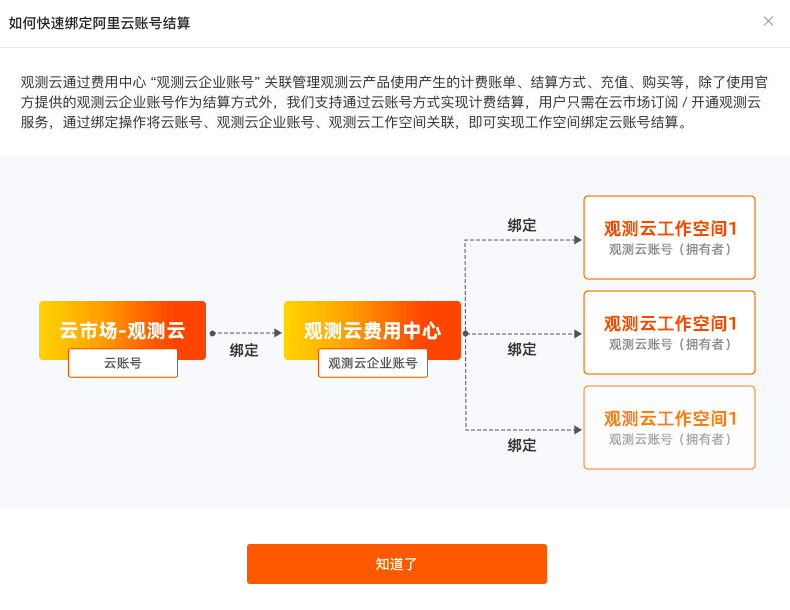 如何快速绑定阿里云账号结算
观测云通过费用中心 “观测云企业账号” 关联管理观测云产品使用产生的计费账单、结算方式、充值、购买等，除了使用官
方提供的观测云企业账号作为结算方式外，我们支持通过云账号方式实现计费结算，用户只需在云市场订阅 / 开通观测云
服务，通过绑定操作将云账号、观测云企业账号、观测云工作空间关联，即可实现工作空间绑定云账号结算。
云市场-观测云
云账号
绑定
观测云费用中心
观测云企业账号
绑定
观测云工作空间1
观测云账号（拥有者）
绑定
观测云工作空间1
观测云账号（拥有者）
绑定
观测云工作空间1
观测云账号（拥有者）
知道了